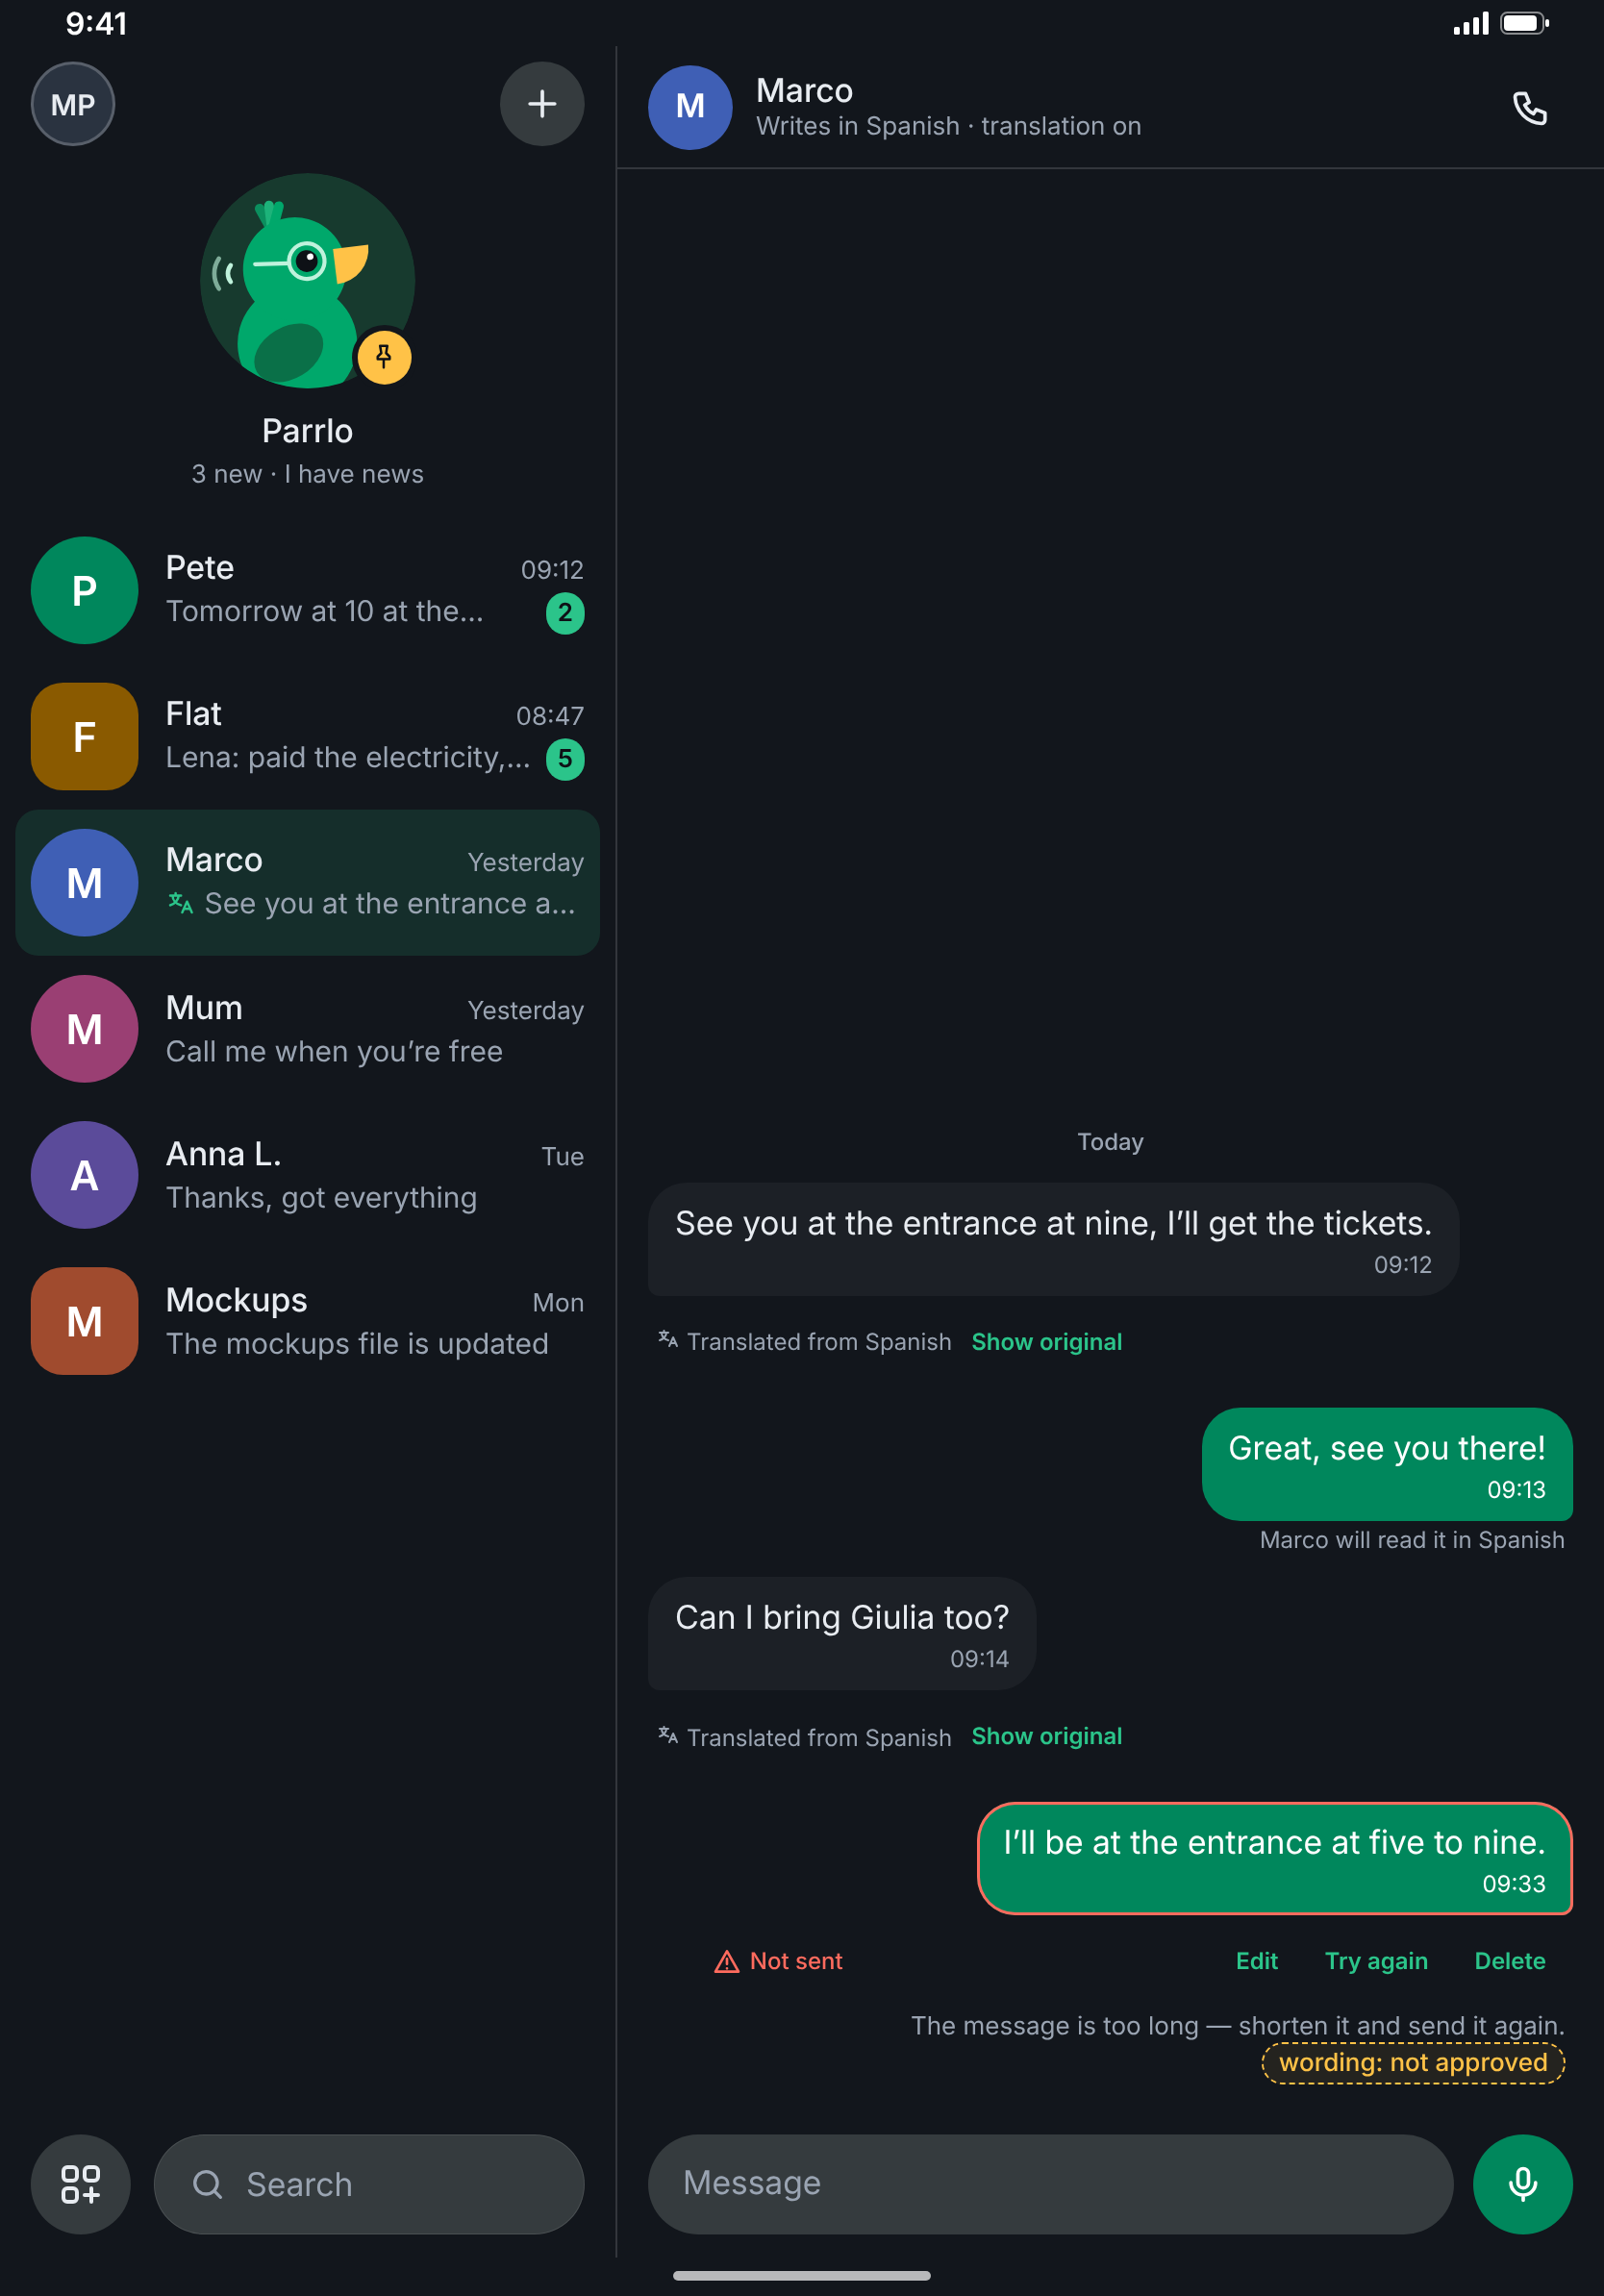 9:41
MP
Parrlo
3 new · I have news
P
Pete
09:12
Tomorrow at 10 at the...
2
F
Flat
08:47
Lena: paid the electricity,...
5
M
Marco
Yesterday
See you at the entrance a...
M
Mum
Yesterday
Call me when you’re free
A
Anna L.
Tue
Thanks, got everything
M
Mockups
Mon
The mockups file is updated
Search
M
Marco
Writes in Spanish · translation on
Today
See you at the entrance at nine, I’ll get the tickets.
09:12
Translated from Spanish Show original
Great, see you there!
09:13
Marco will read it in Spanish
Can I bring Giulia too?
09:14
Translated from Spanish Show original
I’ll be at the entrance at five to nine.
09:33
Not sent Edit Try again Delete
The message is too long — shorten it and send it again.
wording: not approved
Message